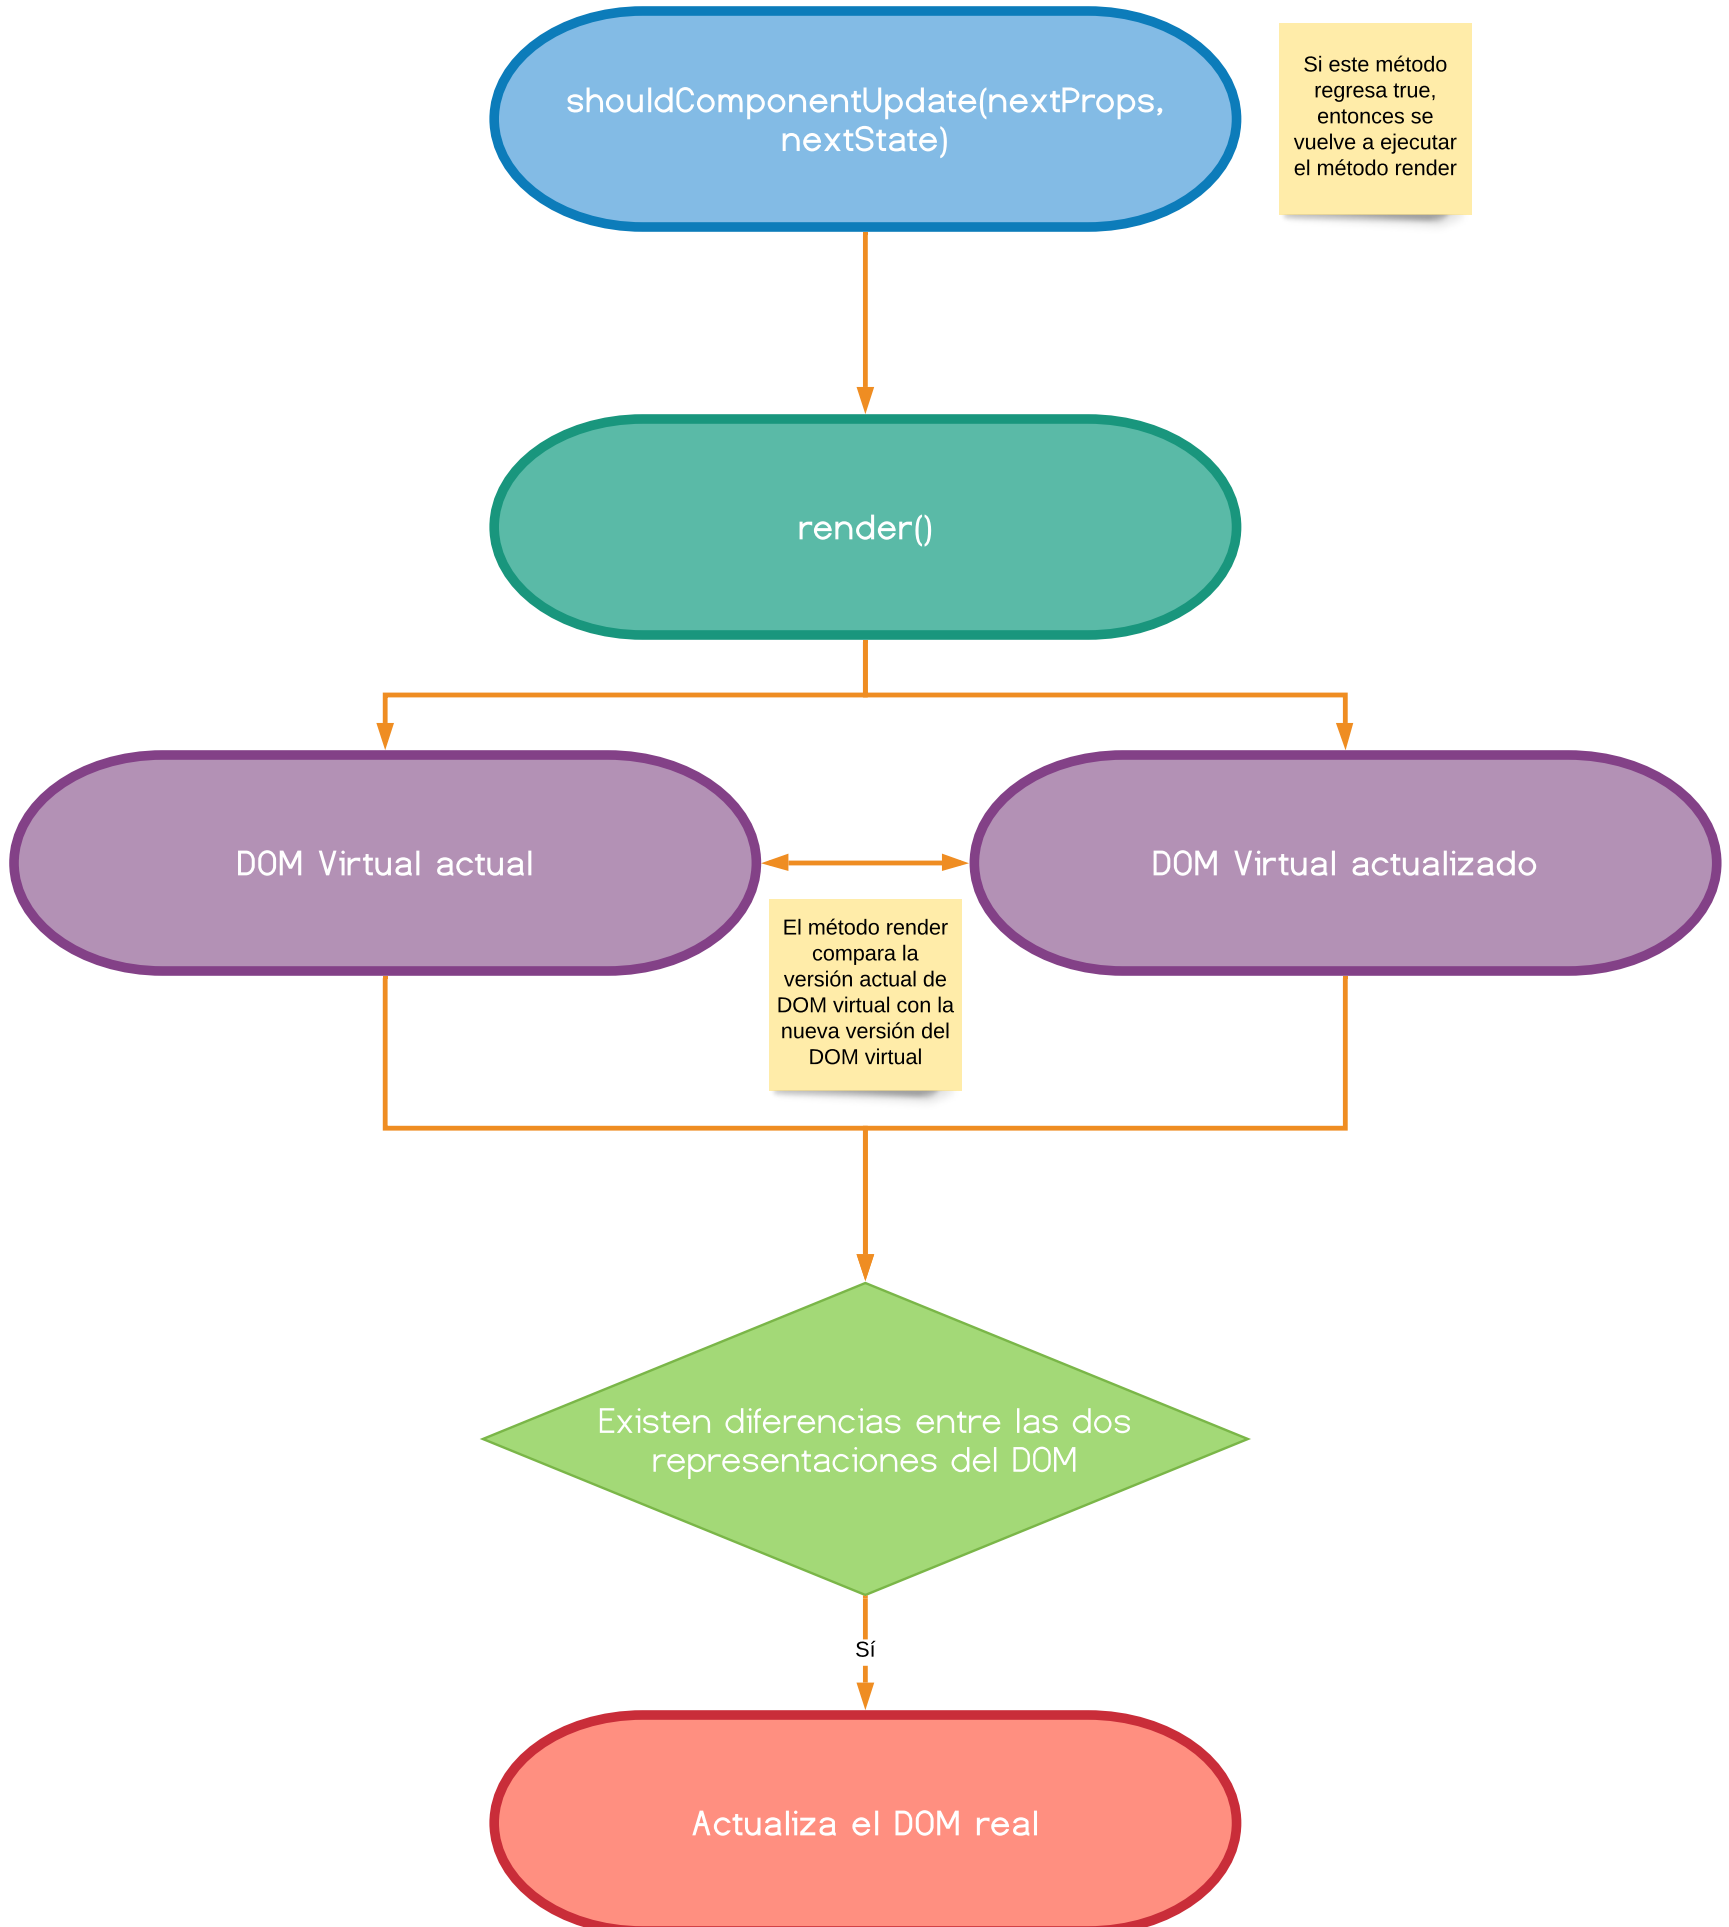 shouldComponentUpdate(nextProps,
nextState)
Si este método
regresa true,
entonces se
vuelve a ejecutar
el método render
render()
DOM Virtual actual
DOM Virtual actualizado
El método render
compara la
versión actual de
DOM virtual con la
nueva versión del
DOM virtual
Existen diferencias entre las dos
representaciones del DOM
Sí
Actualiza el DOM real